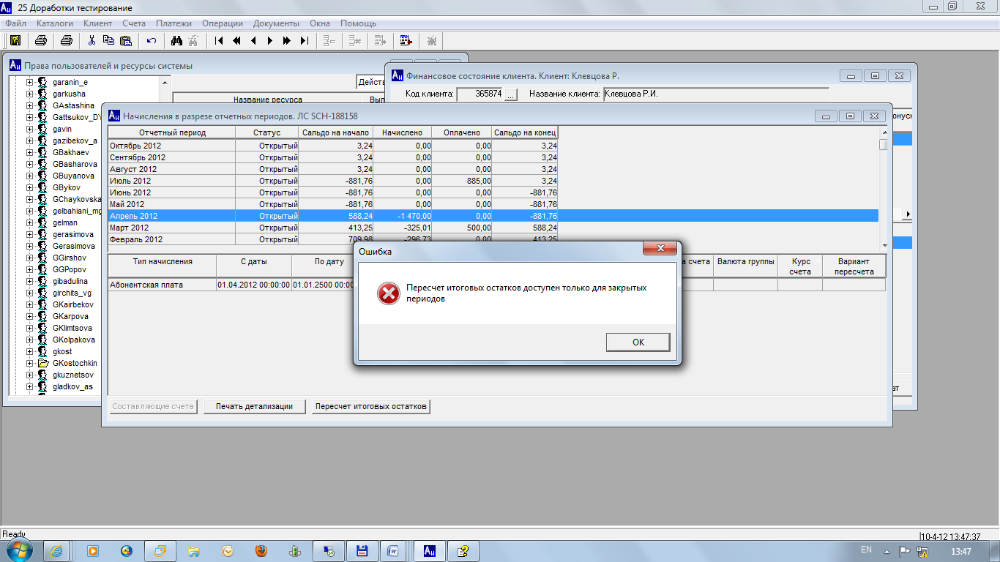 25 Доработки тестирование
Файл Каталоги Клиент Счета Платежи Операции Документы Окна Помощь
Права пользователей и ресурсы системы
garanin_e
garkusha
GAstashina
Gattsukov_DY
gavin
gazibekov_a
GBakhaev
GBasharova
GBuyanova
GBykov
GChaykovska
gelbahiani_mg
gelman
gerasimova
Gerasimova
GGirshov
GGPopov
gibadulina
girchits_vg
GKairbekov
GKarpova
GKlimtsova
GKolpakova
gkost
GKostochkin
gkuznetsov
gladkov_as
Дейст
Название ресурса Вып
Финансовое состояние клиента. Клиент: Клевцова Р.
Код клиента: 365874 ... Название клиента: Клевцова Р.И.
онуск
ат
Начисления в разрезе отчетных периодов. ЛС SCH-188158
Отчетный период Статус Сальдо на начало Начислено Оплачено Сальдо на конец
Октябрь 2012 Открытый 3,24 0,00 0,00 3,24
Сентябрь 2012 Открытый 3,24 0,00 0,00 3,24
Август 2012 Открытый 3,24 0,00 0,00 3,24
Июль 2012 Открытый -881,76 0,00 885,00 3,24
Июнь 2012 Открытый -881,76 0,00 0,00 -881,76
Май 2012 Открытый -881,76 0,00 0,00 -881,76
Апрель 2012 Открытый 588,24 -1 470,00 0,00 -881,76
Март 2012 Открытый 413,25 -325,01 500,00 588,24
Февраль 2012 Открытый 709,98 -296,73 0,00 413,25
Тип начисления С даты По дату а счета Валюта группы Курс счета Вариант пересчета
Абонентская плата 01.04.2012 00:00:00 01.01.2500 00:00
Составляющие счета Печать детализации Пересчет итоговых остатков
Ошибка
Пересчет итоговых остатков доступен только для закрытых
периодов
OK
Ready
10-4-12 13:47:37
EN 13:47